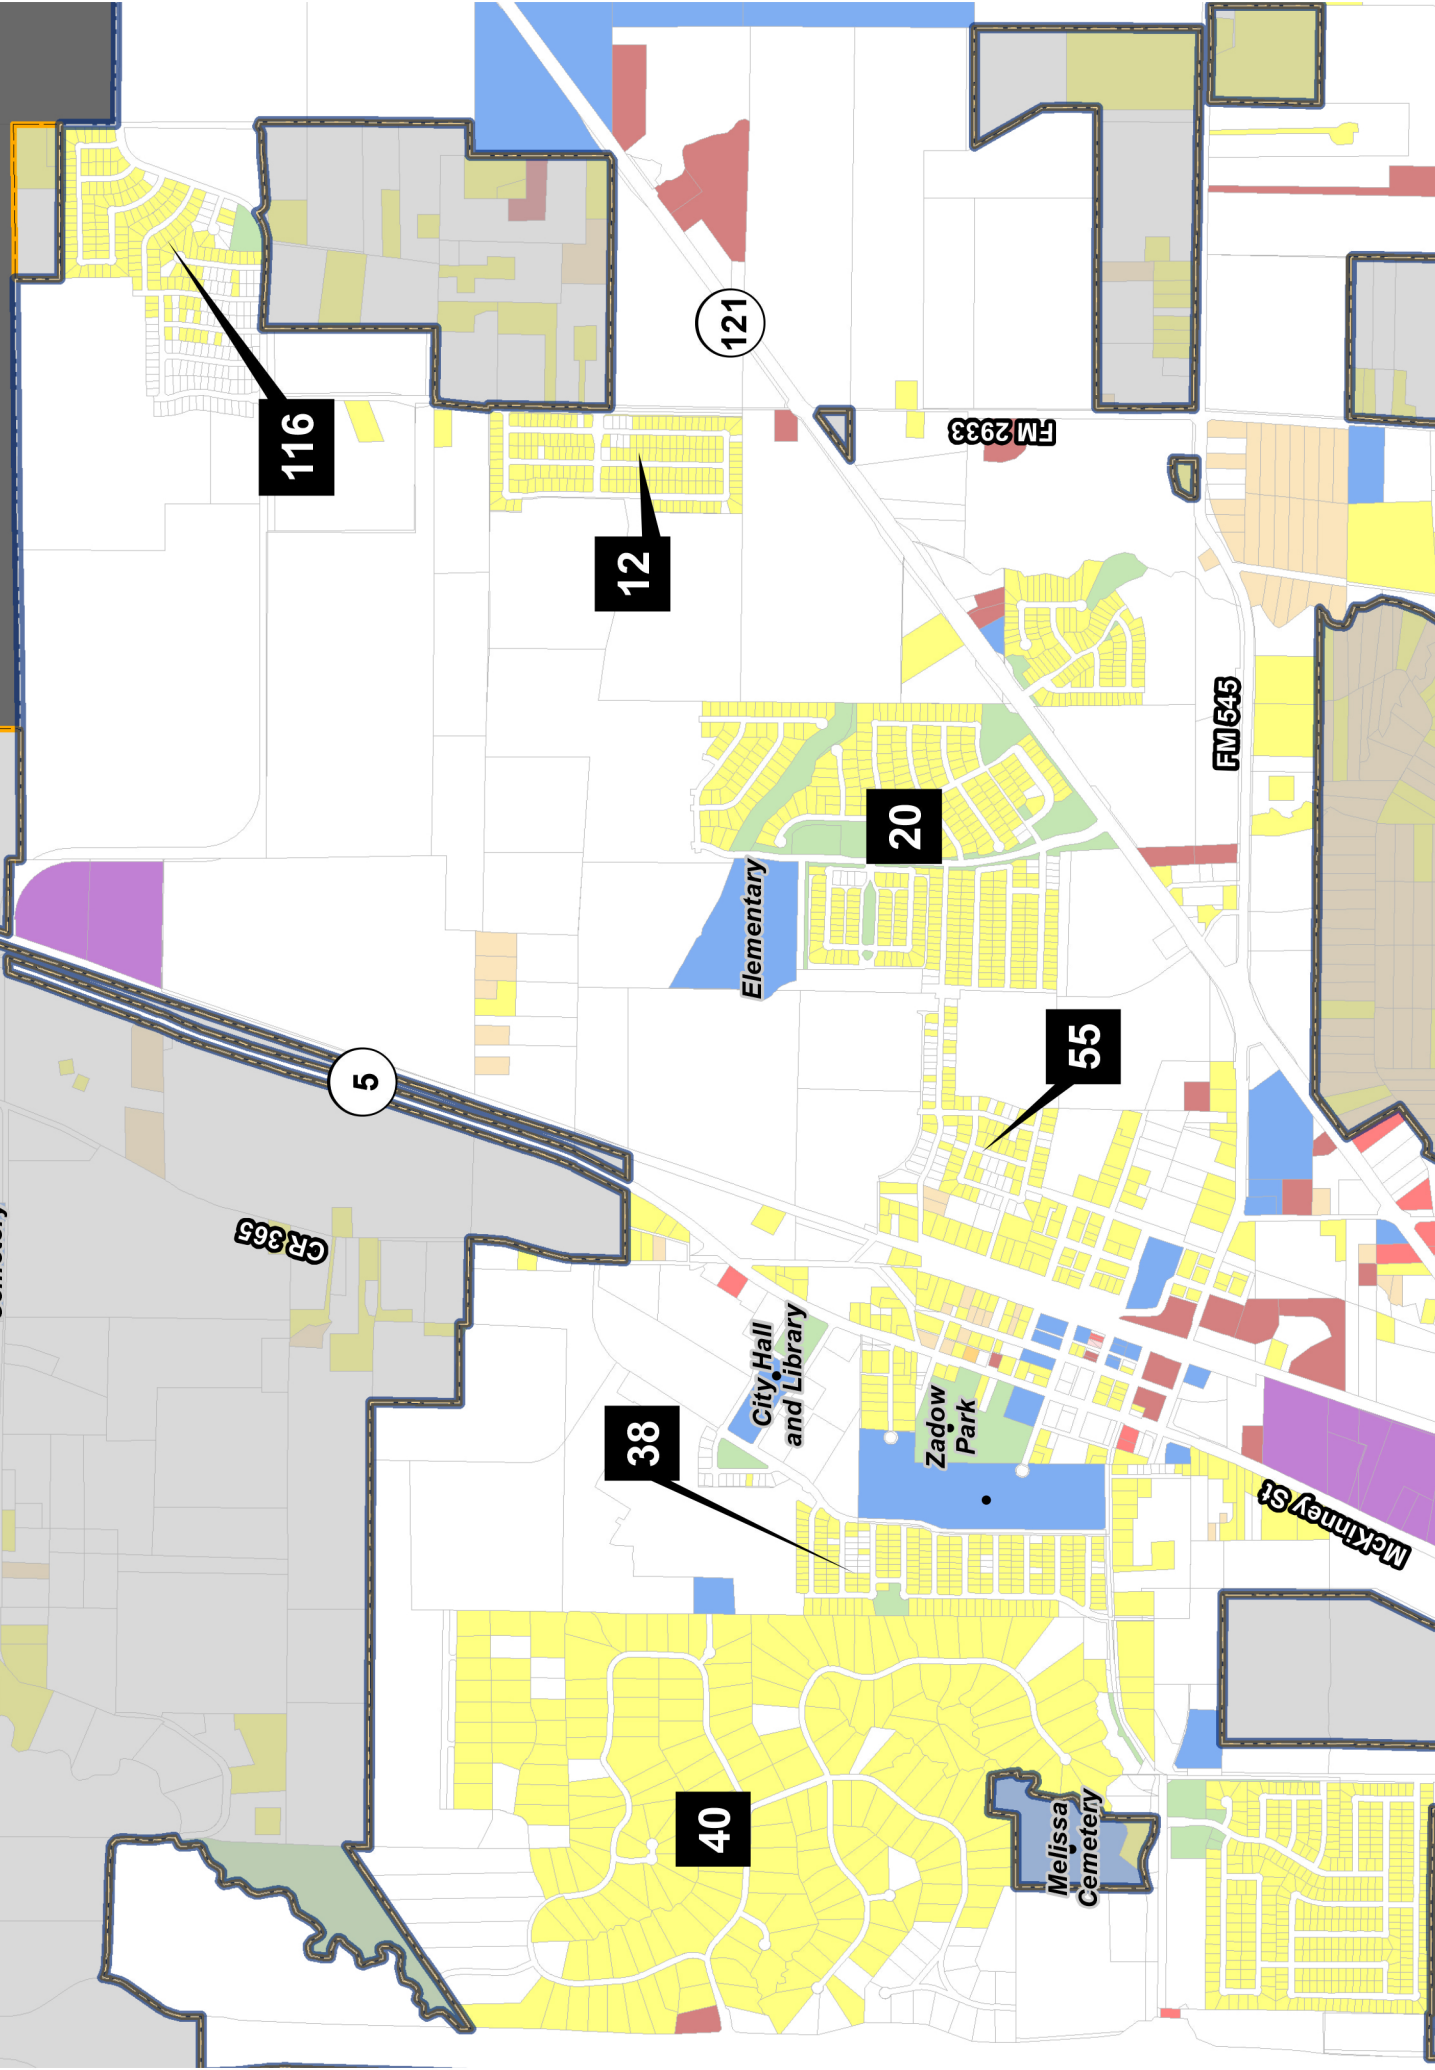 116
12
121
FM 2933
20
Elementary
FM 545
5
CR 365
55
City Hall
and Library
38
Zadow
Park
McKinney St
40
Melissa
Cemetery